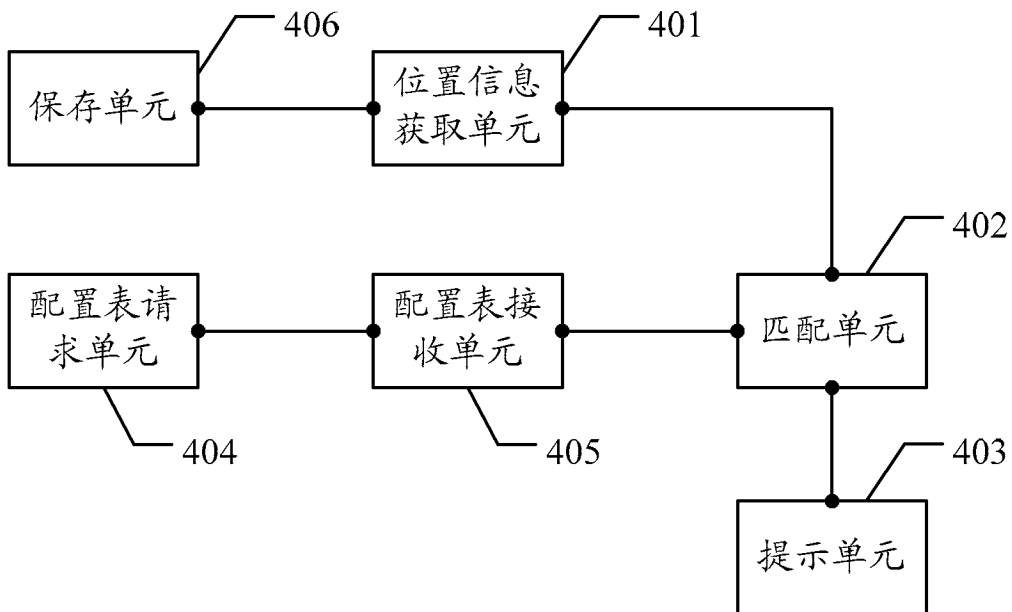 406
401
保存单元
位置信息
获取单元
402
配置表请
求单元
配置表接
收单元
匹配单元
404
405
403
提示单元